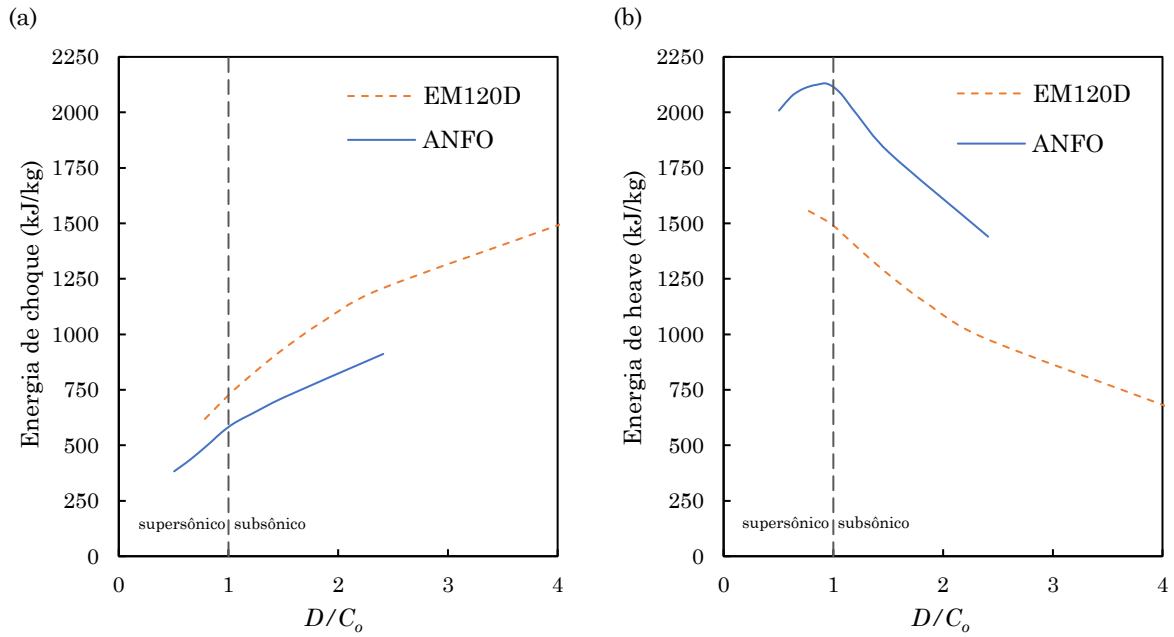 (a)
Energia de choque (kJ/kg)
2250
2000
1750
1500
1250
1000
750
500
250
0
EM120D
ANFO
supersônico
subsônico
0
1
2
3
4
D/Co
(b)
Energia de heave (kJ/kg)
2250
2000
1750
1500
1250
1000
750
500
250
0
EM120D
ANFO
supersônico
subsônico
0
1
2
3
4
D/Co